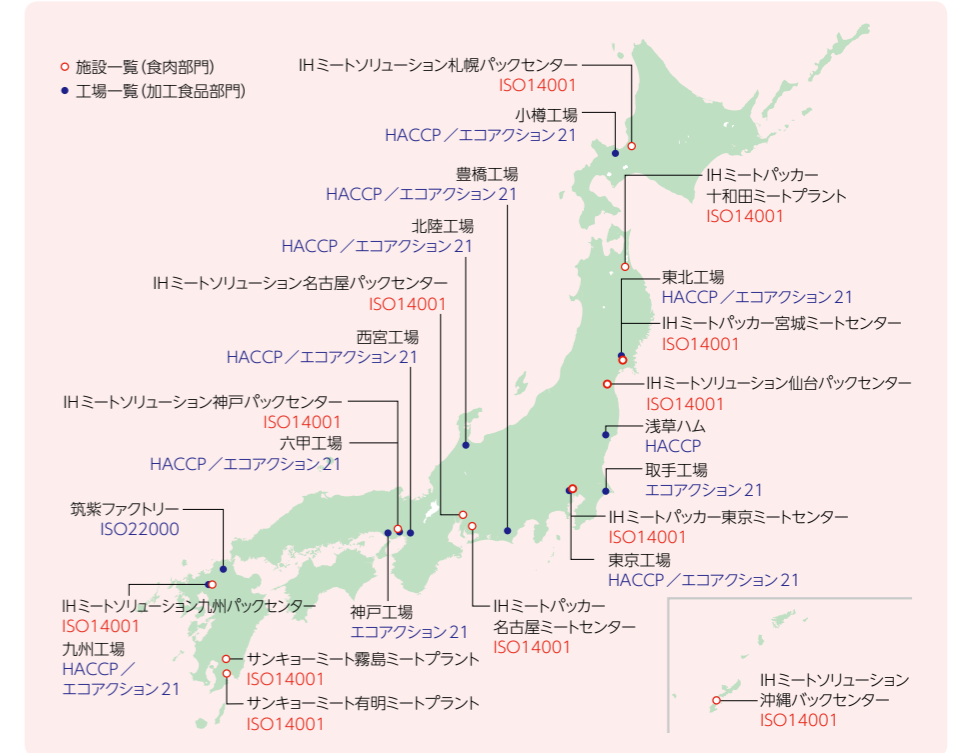 施設一覧（食肉部門）
工場一覧（加工食品部門）
IHミートソリューション札幌パックセンター
ISO14001
小樽工場
HACCP／エコアクション21
豊橋工場
HACCP／エコアクション21
北陸工場
HACCP／エコアクション21
IHミートソリューション名古屋パックセンター
ISO14001
西宮工場
HACCP／エコアクション21
IHミートソリューション神戸パックセンター
ISO14001
六甲工場
HACCP／エコアクション21
筑紫ファクトリー
ISO22000
IHミートソリューション九州パックセンター
ISO14001
九州工場
HACCP／
エコアクション21
サンキョーミート霧島ミートプラント
ISO14001
サンキョーミート有明ミートプラント
ISO14001
神戸工場
エコアクション21
IHミートパッカー
名古屋ミートセンター
ISO14001
IHミートパッカー
十和田ミートプラント
ISO14001
東北工場
HACCP／エコアクション21
IHミートパッカー宮城ミートセンター
ISO14001
IHミートソリューション仙台パックセンター
ISO14001
浅草ハム
HACCP
取手工場
エコアクション21
IHミートパッカー東京ミートセンター
ISO14001
東京工場
HACCP／エコアクション21
IHミートソリューション
沖縄バックセンター
ISO14001